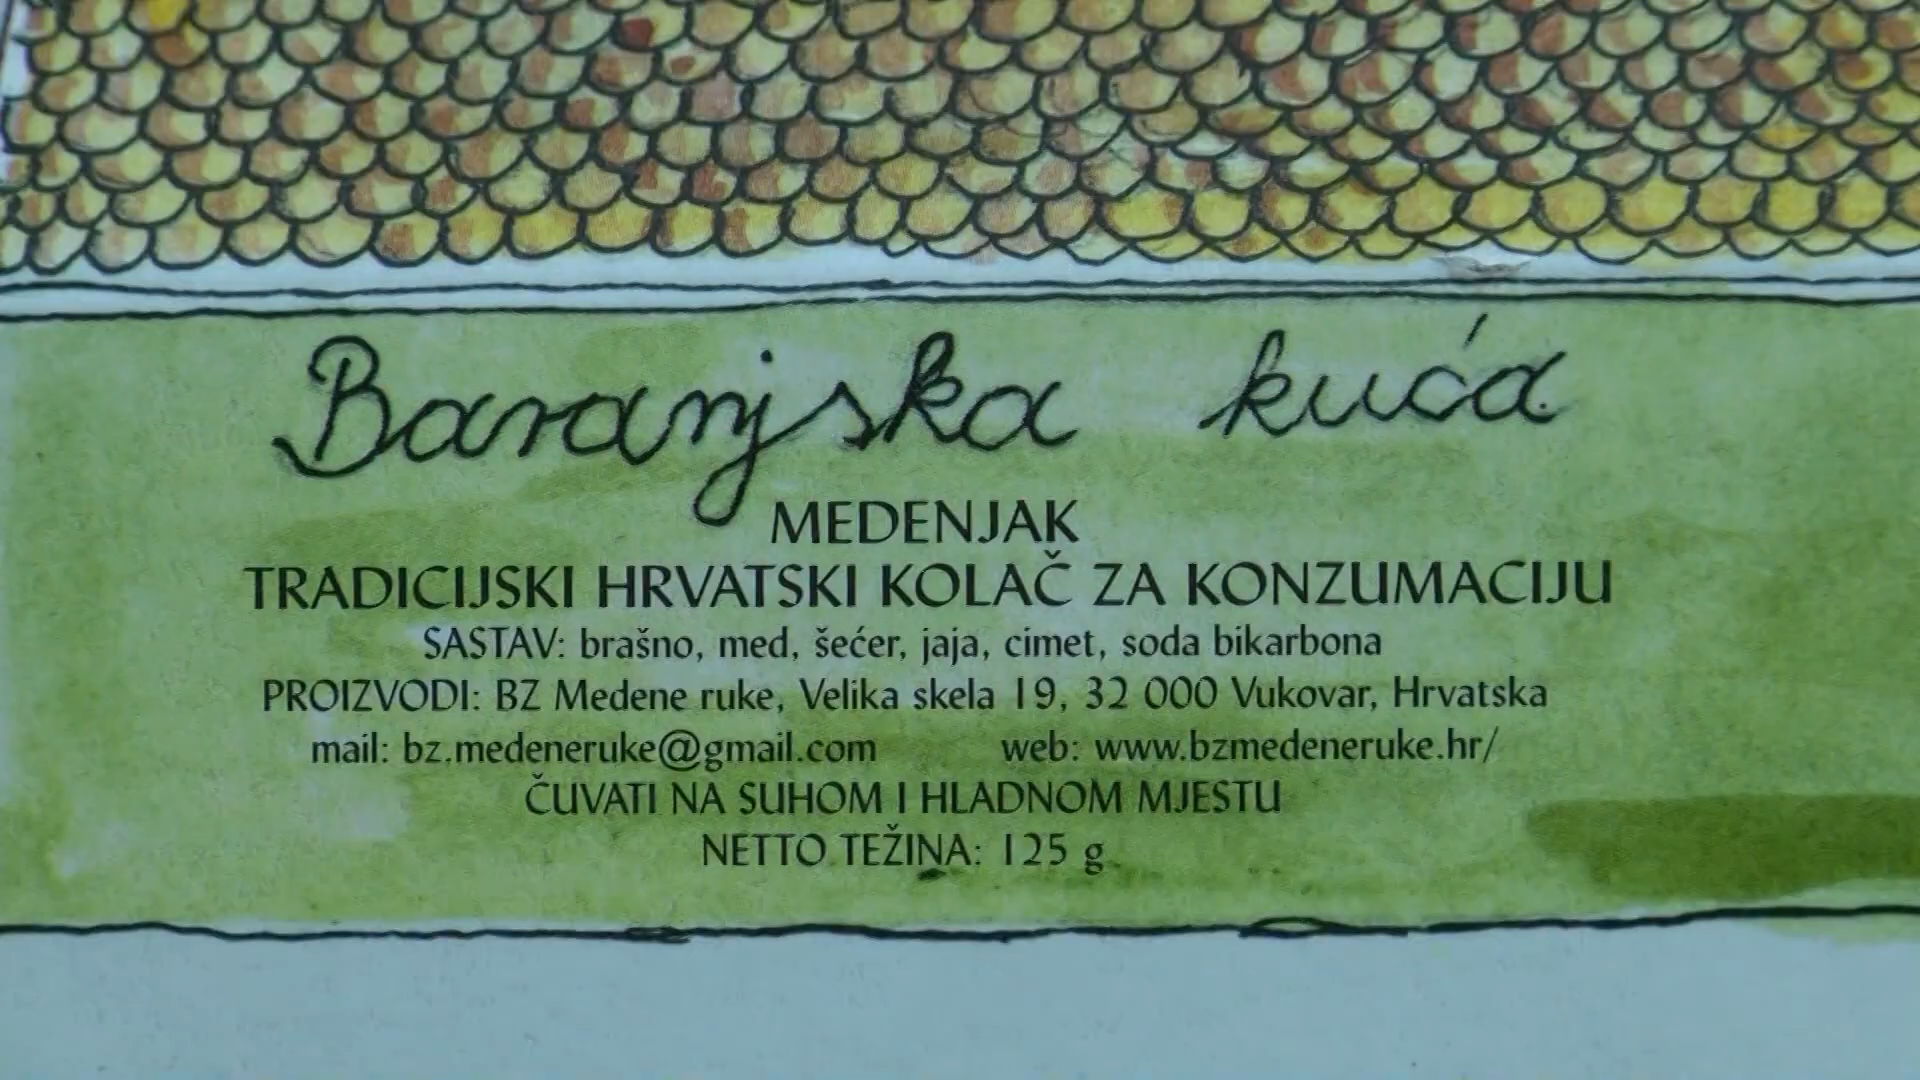 Baranjska kuća
MEDENJAK
TRADICIJSKI HRVATSKI KOLAČ ZA KONZUMACIJU
SASTAV: brašno, med, šećer, jaja, cimet, soda bikarbona
PROIZVODI: BZ Medene ruke, Velika skela 19, 32 000 Vukovar, Hrvatska
mail: bz.medeneruke@gmail.com web: www.bzmedeneruke.hr/
ČUVATI NA SUHOM I HLADNOM MJESTU
NETTO TEŽINA: 125 g